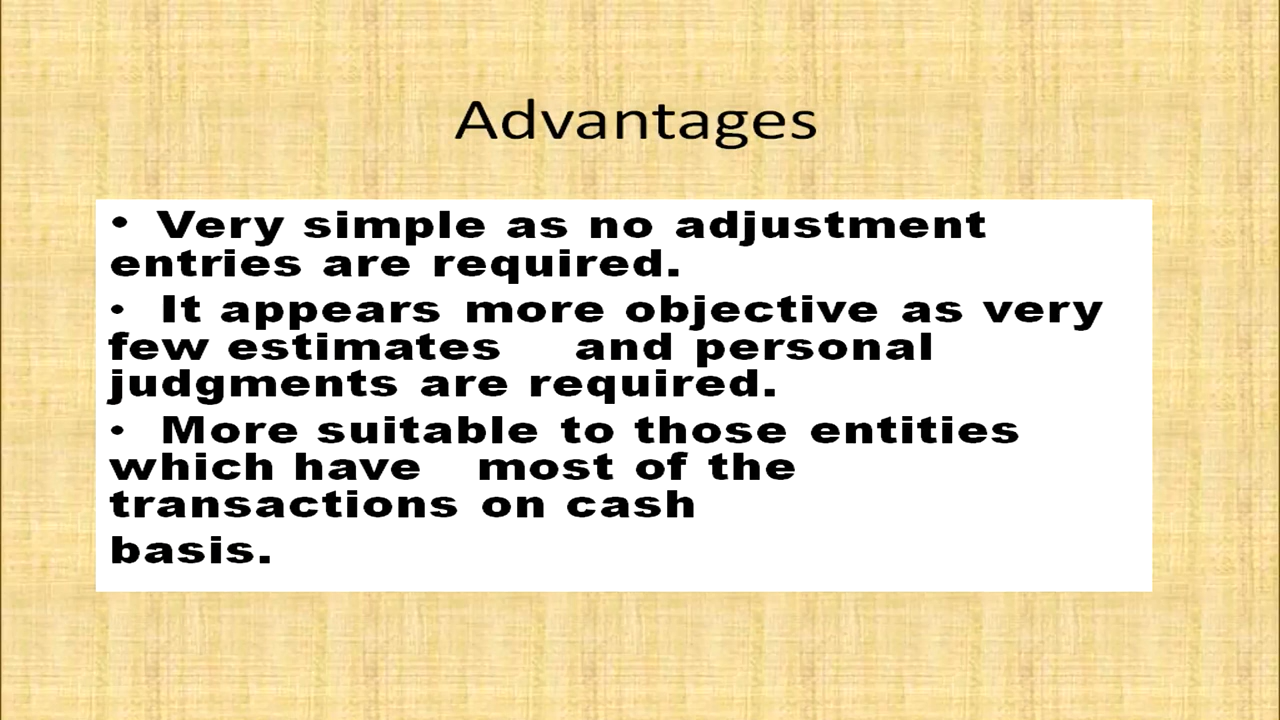 Advantages
• Very simple as no adjustment
entries are required.
• It appears more objective as very
few estimates and personal
judgments are required.
• More suitable to those entities
which have most of the
transactions on cash
basis.